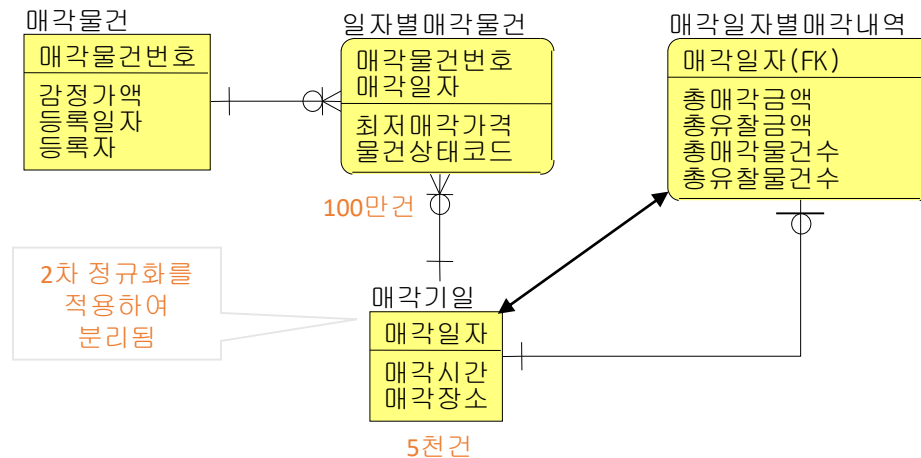 매각물건
매각물건번호
감정가액
등록일자
등록자
일자별매각물건
매각물건번호
매각일자
최저매각가격
물건상태코드
100만건
매각일자별매각내역
매각일자(FK)
총매각금액
총유찰금액
총매각물건수
총유찰물건수
2차 정규화를
적용하여
분리됨
매각기일
매각일자
매각시간
매각장소
5천건